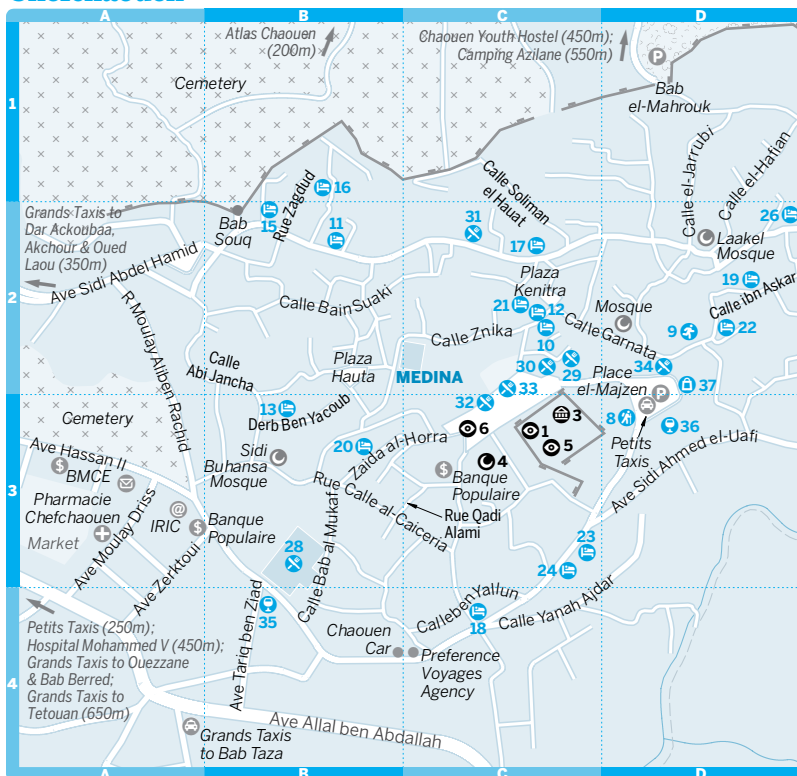 A
B
C
D
Atlas Chaouen
(200m)
Chaouen Youth Hostel (450m);
Camping Azilane (550m)
P
Cemetery
Bab
el-Mahrouk
1
Calle el-Jarrubi
Calle el-Hafian
Calle Soliman
el Hauat
16
Rue Zagdud
Grands Taxis to
Dar Ackoubaa,
Akchour & Oued
Laou (350m)
Bab
Souq
15
11
31
17
26
Laakel
Mosque
Ave Sidi Abdel Hamid
2
Plaza
Kenitra
19
Calle ibn Askar
Calle Bain Suaki
21
12
Mosque
Calle Garnata
9
22
R Moulay Aliben Rachid
Calle Znika
10
Calle
Abi Jancha
Plaza
Hauta
MEDINA
30
29
Place
el-Majzen
34
37
33
P
13
Derb Ben Yacoub
32
Cemetery
6
1
3
5
8
36
Petits
Taxis
Ave Hassan II
20
Zaida al-Horra
Sidi
Buhansa
Mosque
4
$
Banque
Populaire
Ave Sidi Ahmed el-Uafi
3
$
BMCE
Rue Calle al-Caiceria
Rue Qadi
Alami
Pharmacie
Chefchaouen
@
IRIC
$
Banque
Populaire
Market
Ave Moulay Driss
Ave Zerktoui
28
Calle Bab al Mukaf
23
24
Calleben Yallun
Calle Yanah Ajdar
18
35
Ave Tariq ben Ziad
Petits Taxis (250m);
Hospital Mohammed V (450m);
Grands Taxis to Ouezzane
& Bab Berred;
Grands Taxis to
Tetouan (650m)
Chaouen
Car
Preference
Voyages
Agency
4
Ave Allal ben Abdallah
Grands Taxis
to Bab Taza
A
B
C
D